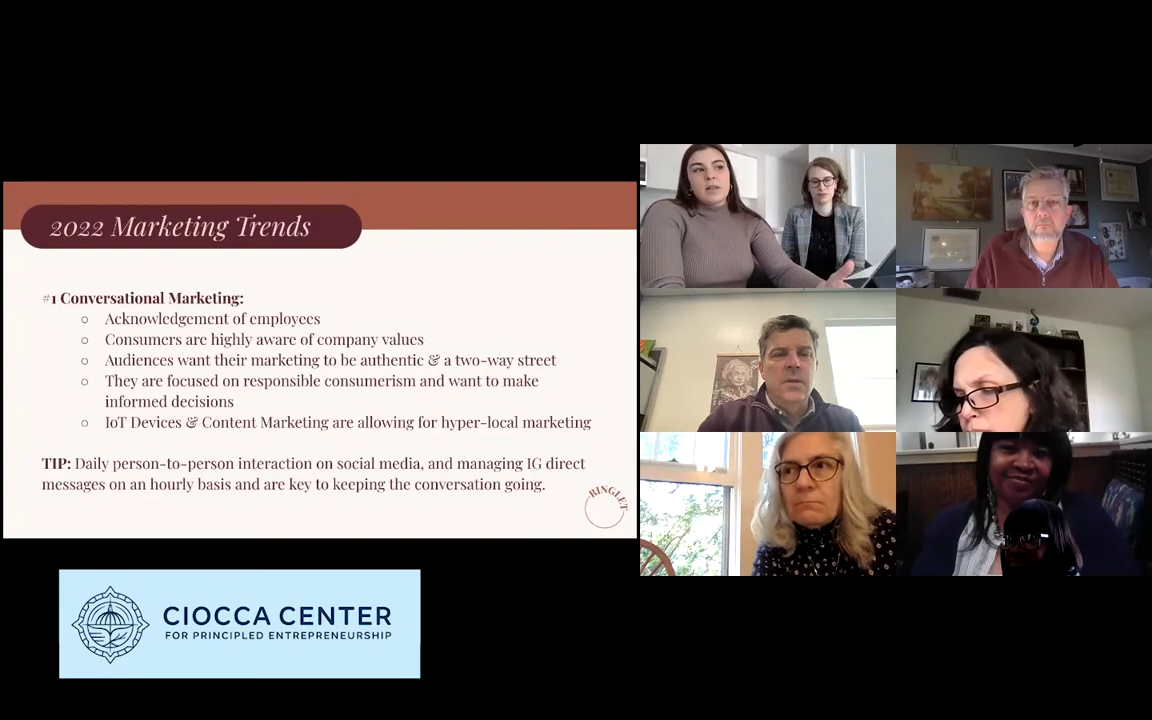 2022 Marketing Trends
#1 Conversational Marketing:
○ Acknowledgement of employees
○ Consumers are highly aware of company values
○ Audiences want their marketing to be authentic & a two-way street
○ They are focused on responsible consumerism and want to make
informed decisions
○ IoT Devices & Content Marketing are allowing for hyper-local marketing
TIP: Daily person-to-person interaction on social media, and managing IG direct
messages on an hourly basis and are key to keeping the conversation going.
RINGLET
CIOCCA CENTER
FOR PRINCIPLED ENTREPRENEURSHIP